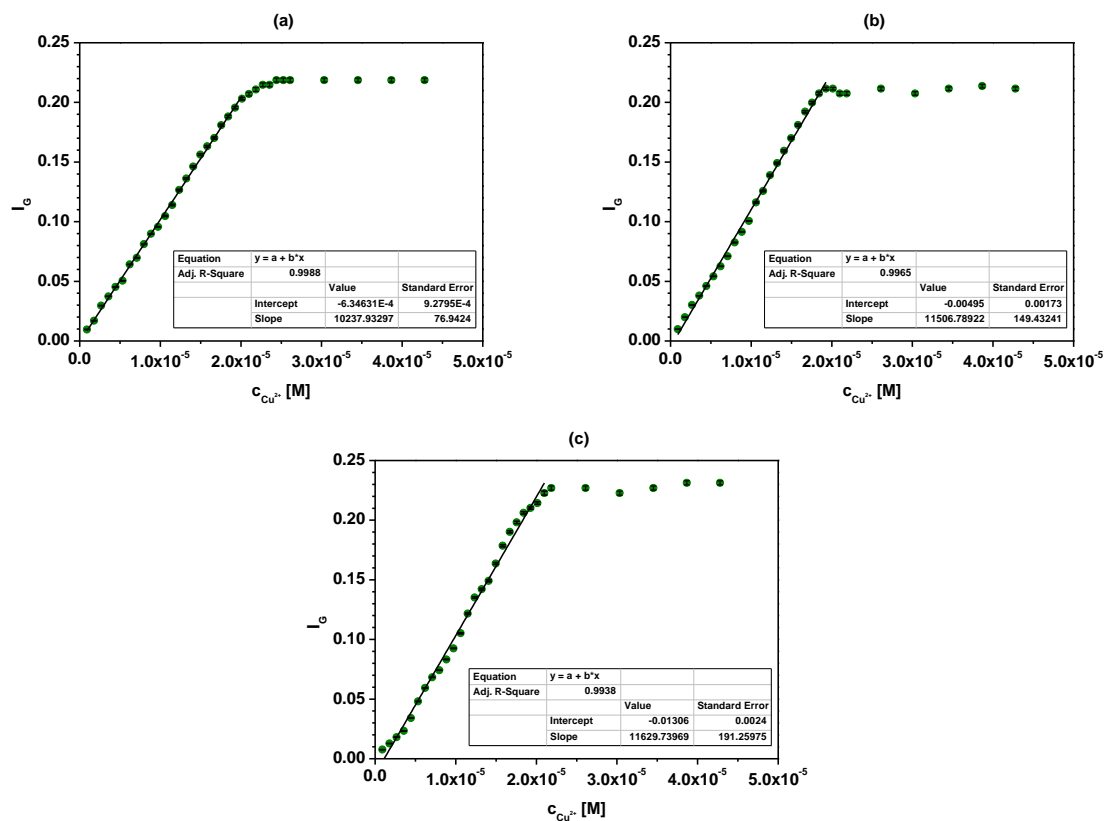 (a)
0.25
0.20
0.15
0.10
0.05
0.00
I_G
Equation y = a + b*x
Adj. R-Square 0.9988
Value Standard Error
Intercept -6.34631E-4 9.2795E-4
Slope 10237.93297 76.9424
0.0 1.0x10⁻⁵ 2.0x10⁻⁵ 3.0x10⁻⁵ 4.0x10⁻⁵ 5.0x10⁻⁵
c_Cu²⁺ [M]
(b)
0.25
0.20
0.15
0.10
0.05
0.00
I_G
Equation y = a + b*x
Adj. R-Square 0.9965
Value Standard Error
Intercept -0.00495 0.00173
Slope 11506.78922 149.43241
0.0 1.0x10⁻⁵ 2.0x10⁻⁵ 3.0x10⁻⁵ 4.0x10⁻⁵ 5.0x10⁻⁵
c_Cu²⁺ [M]
(c)
0.25
0.20
0.15
0.10
0.05
0.00
I_G
Equation y = a + b*x
Adj. R-Square 0.9938
Value Standard Error
Intercept -0.01306 0.0024
Slope 11629.73969 191.25975
0.0 1.0x10⁻⁵ 2.0x10⁻⁵ 3.0x10⁻⁵ 4.0x10⁻⁵ 5.0x10⁻⁵
c_Cu²⁺ [M]